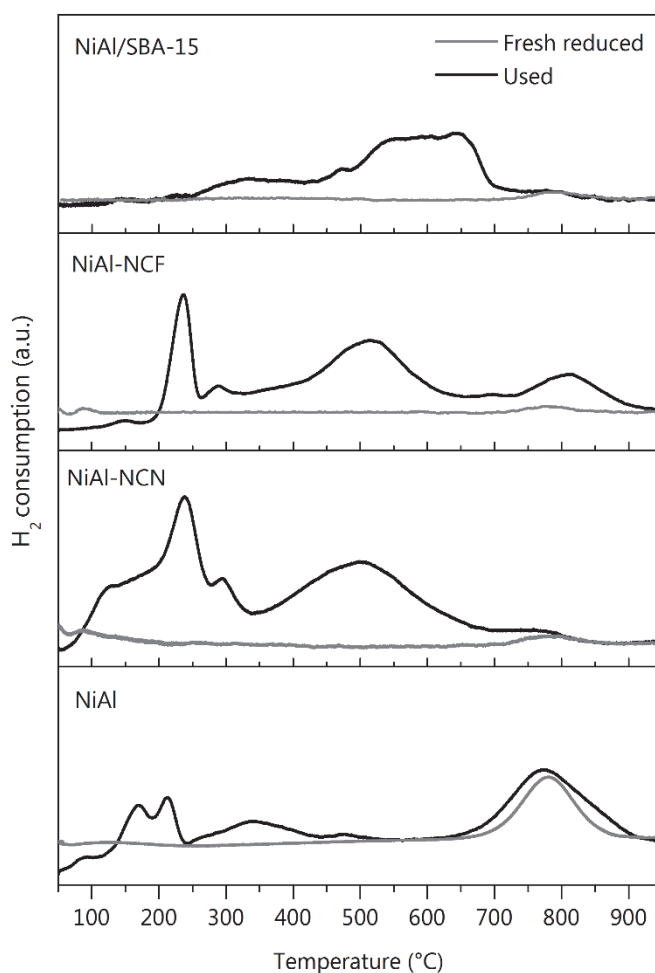 NiAl/SBA-15
Fresh reduced
Used
NiAl-NCF
NiAl-NCN
NiAl
H₂ consumption (a.u.)
100 200 300 400 500 600 700 800 900
Temperature (°C)